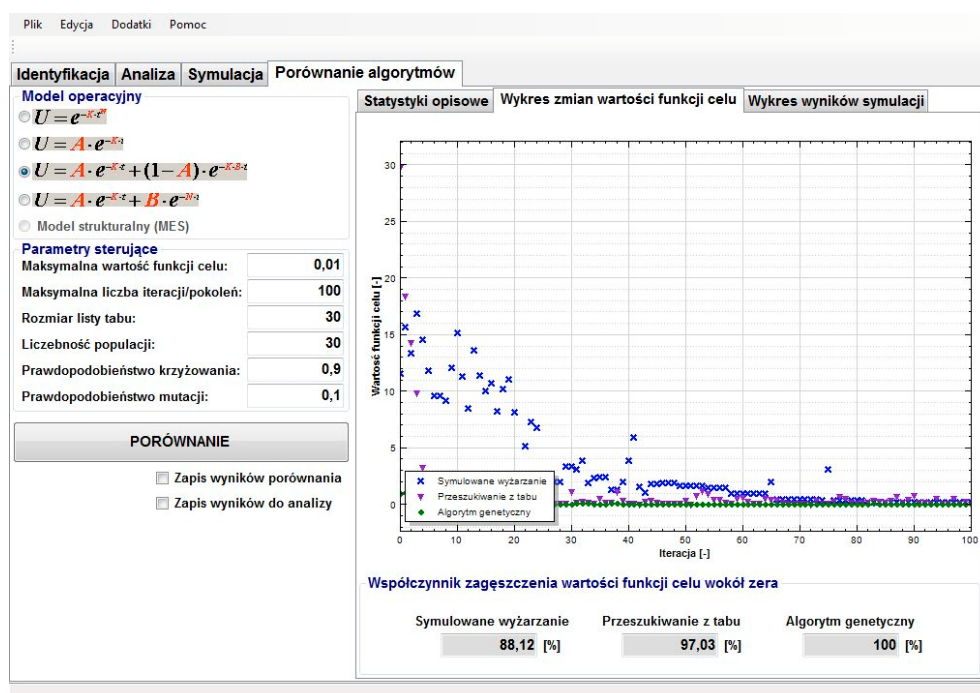 Plik Edycja Dodatki Pomoc
Identyfikacja Analiza Symulacja Porównanie algorytmów
Model operacyjny
U = e^-K·t^N
U = A · e^-K·t
U = A · e^-K·t + (1 − A) · e^-K·B·t
U = A · e^-K·t + B · e^-N·t
Model strukturalny (MES)
Parametry sterujące
Maksymalna wartość funkcji celu: 0,01
Maksymalna liczba iteracji/pokoleń: 100
Rozmiar listy tabu: 30
Liczebność populacji: 30
Prawdopodobieństwo krzyżowania: 0,9
Prawdopodobieństwo mutacji: 0,1
PORÓWNANIE
Zapis wyników porównania
Zapis wyników do analizy
Statystyki opisowe Wykres zmian wartości funkcji celu Wykres wyników symulacji
Wartość funkcji celu [-]
30
25
20
15
10
5
0
Symulowane wyżarzanie
Przeszukiwanie z tabu
Algorytm genetyczny
0 10 20 30 40 50 60 70 80 90 100
Iteracja [-]
Współczynnik zagęszczenia wartości funkcji celu wokół zera
Symulowane wyżarzanie Przeszukiwanie z tabu Algorytm genetyczny
88,12 [%] 97,03 [%] 100 [%]